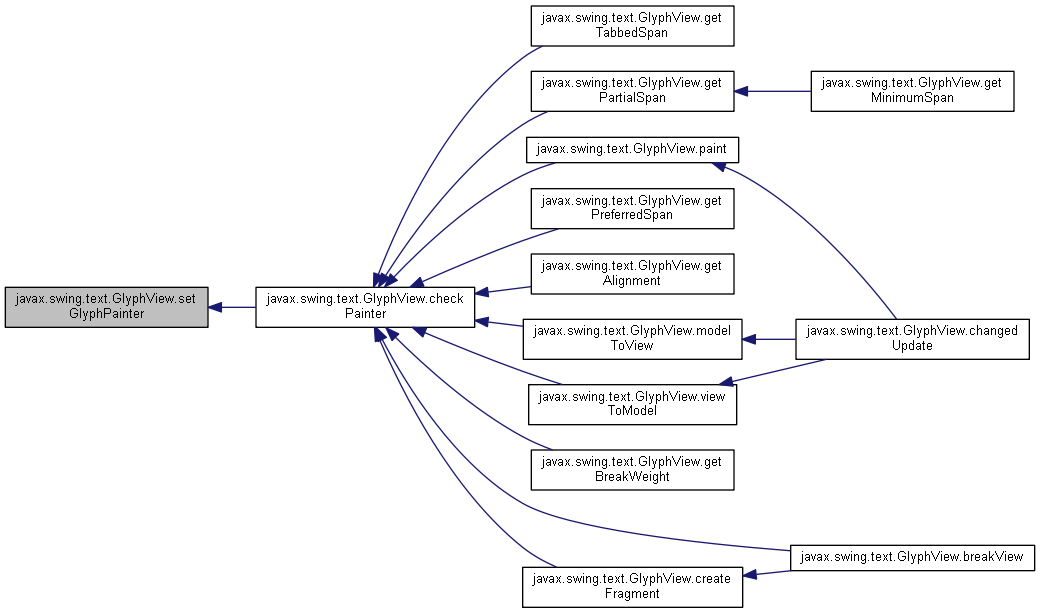 javax.swing.text.GlyphView.get
TabbedSpan
javax.swing.text.GlyphView.get
PartialSpan
javax.swing.text.GlyphView.get
MinimumSpan
javax.swing.text.GlyphView.paint
javax.swing.text.GlyphView.get
PreferredSpan
javax.swing.text.GlyphView.get
Alignment
javax.swing.text.GlyphView.set
GlyphPainter
javax.swing.text.GlyphView.check
Painter
javax.swing.text.GlyphView.model
ToView
javax.swing.text.GlyphView.changed
Update
javax.swing.text.GlyphView.view
ToModel
javax.swing.text.GlyphView.get
BreakWeight
javax.swing.text.GlyphView.breakView
javax.swing.text.GlyphView.create
Fragment